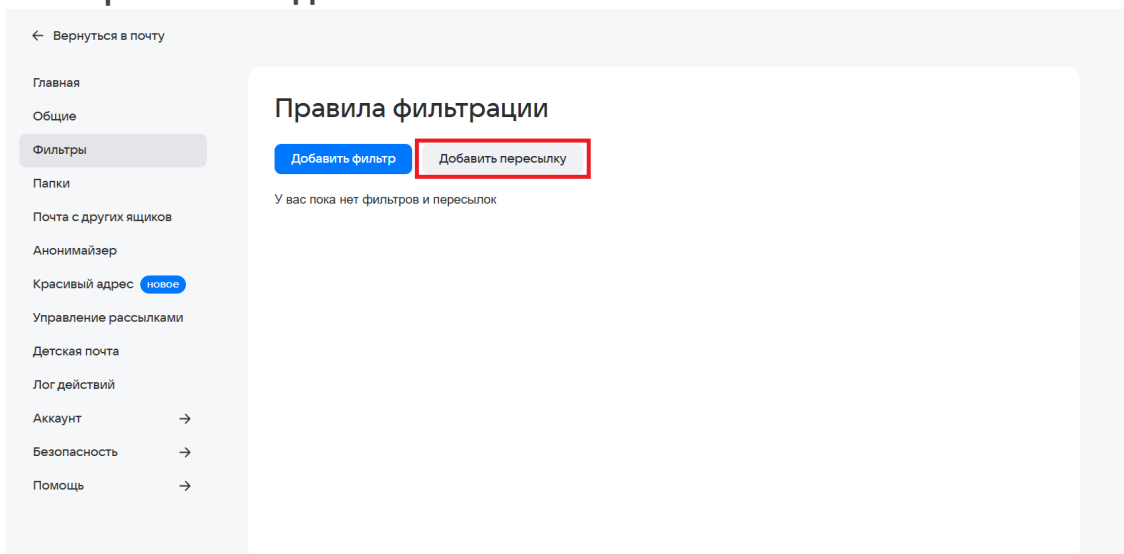 ← Вернуться в почту
Главная
Общие
Фильтры
Папки
Почта с других ящиков
Анонимайзер
Красивый адрес новое
Управление рассылками
Детская почта
Лог действий
Аккаунт →
Безопасность →
Помощь →
Правила фильтрации
Добавить фильтр Добавить пересылку
У вас пока нет фильтров и пересылок